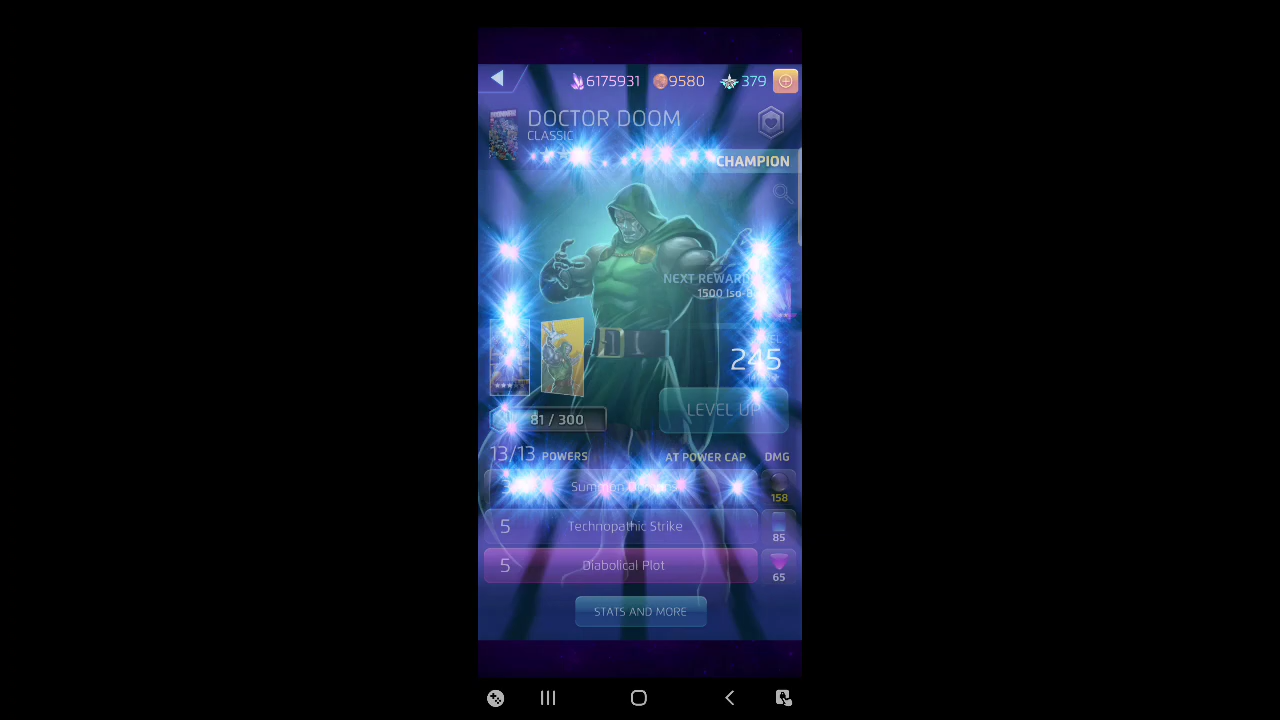 6175931 9580 379
DOCTOR DOOM
CLASSIC
CHAMPION
NEXT REWARD
1500 Iso-8
245
LEVEL UP
81 / 300
13/13 POWERS AT POWER CAP DMG
158
5 Technopathic Strike
85
5 Diabolical Plot
65
STATS AND MORE